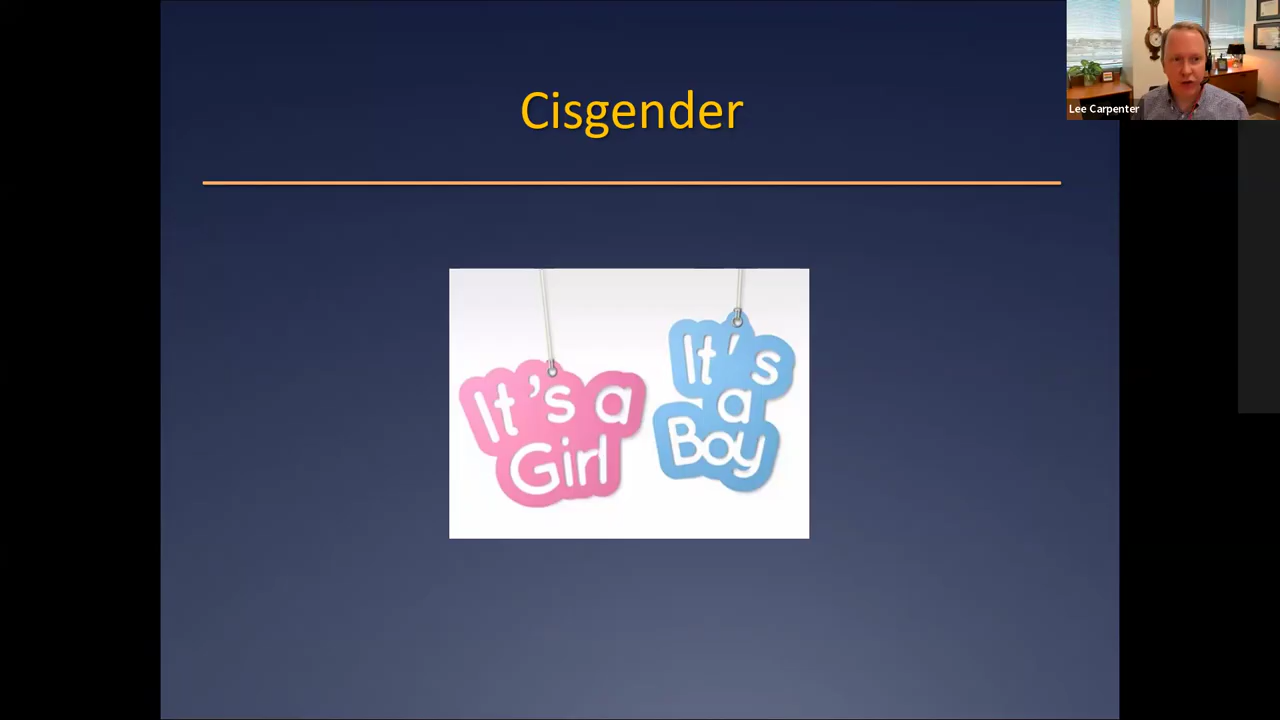 Cisgender
Lee Carpenter
It's a
Girl
It's
a
Boy